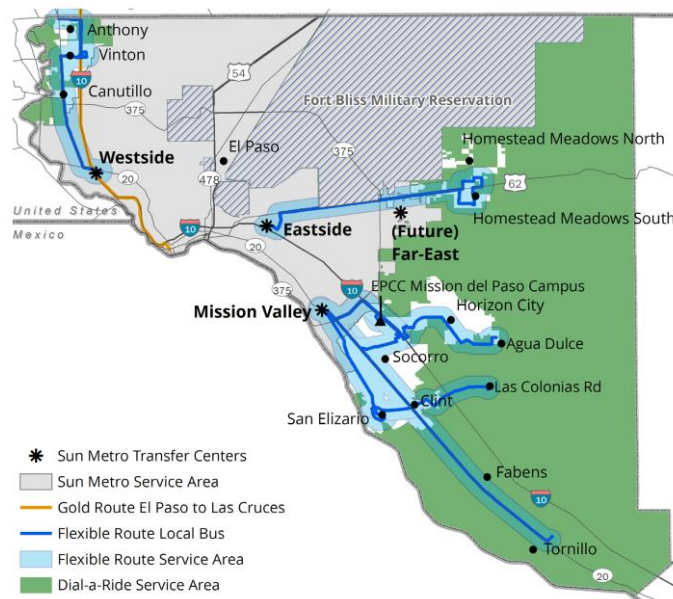 Anthony
Vinton
10
Canutillo
54
375
Fort Bliss Military Reservation
Homestead Meadows North
El Paso
375
Westside
20
478
62
United States
Mexico
10
Eastside
20
(Future)
Far-East
Homestead Meadows South
375
10
EPCC Mission del Paso Campus
Horizon City
Mission Valley
Agua Dulce
Socorro
Las Colonias Rd
Clint
San Elizario
Fabens
10
Tornillo
20
Sun Metro Transfer Centers
Sun Metro Service Area
Gold Route El Paso to Las Cruces
Flexible Route Local Bus
Flexible Route Service Area
Dial-a-Ride Service Area